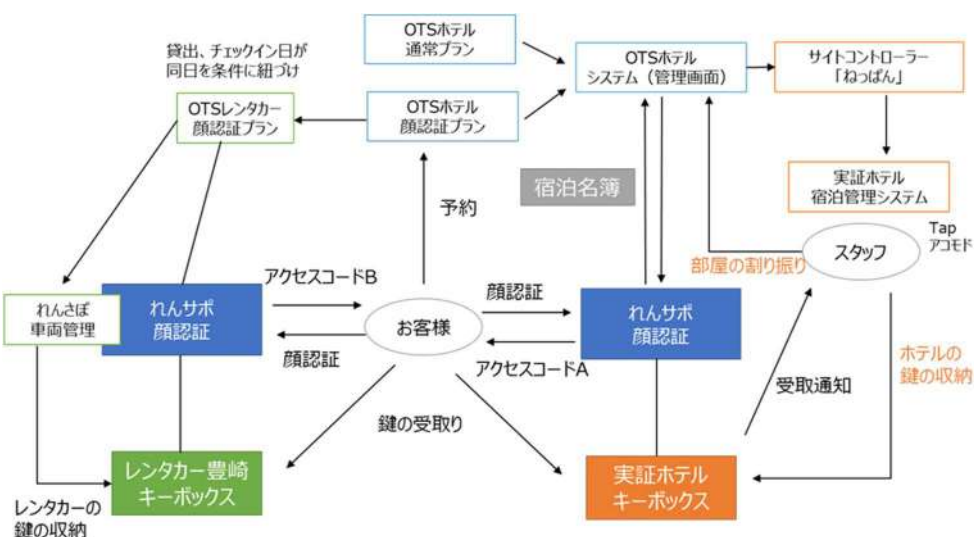 OTSホテル
通常プラン
貸出、チェックイン日が
同日を条件に紐づけ
OTSホテル
システム（管理画面）
サイトコントローラー
「ねっぱん」
OTSレンタカー
顔認証プラン
OTSホテル
顔認証プラン
宿泊名簿
実証ホテル
宿泊管理システム
予約
Tap
アコモド
スタッフ
部屋の割り振り
アクセスコードB
れんさぽ
車両管理
れんサポ
顔認証
お客様
顔認証
れんサポ
顔認証
顔認証
アクセスコードA
ホテルの
鍵の収納
受取通知
鍵の受取り
レンタカー豊崎
キーボックス
実証ホテル
キーボックス
レンタカーの
鍵の収納